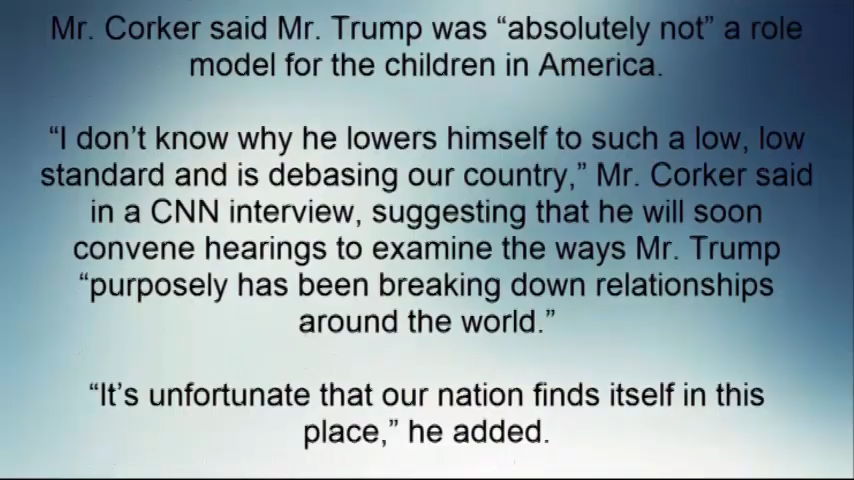 Mr. Corker said Mr. Trump was “absolutely not” a role
model for the children in America.
“I don’t know why he lowers himself to such a low, low
standard and is debasing our country,” Mr. Corker said
in a CNN interview, suggesting that he will soon
convene hearings to examine the ways Mr. Trump
“purposely has been breaking down relationships
around the world.”
“It’s unfortunate that our nation finds itself in this
place,” he added.